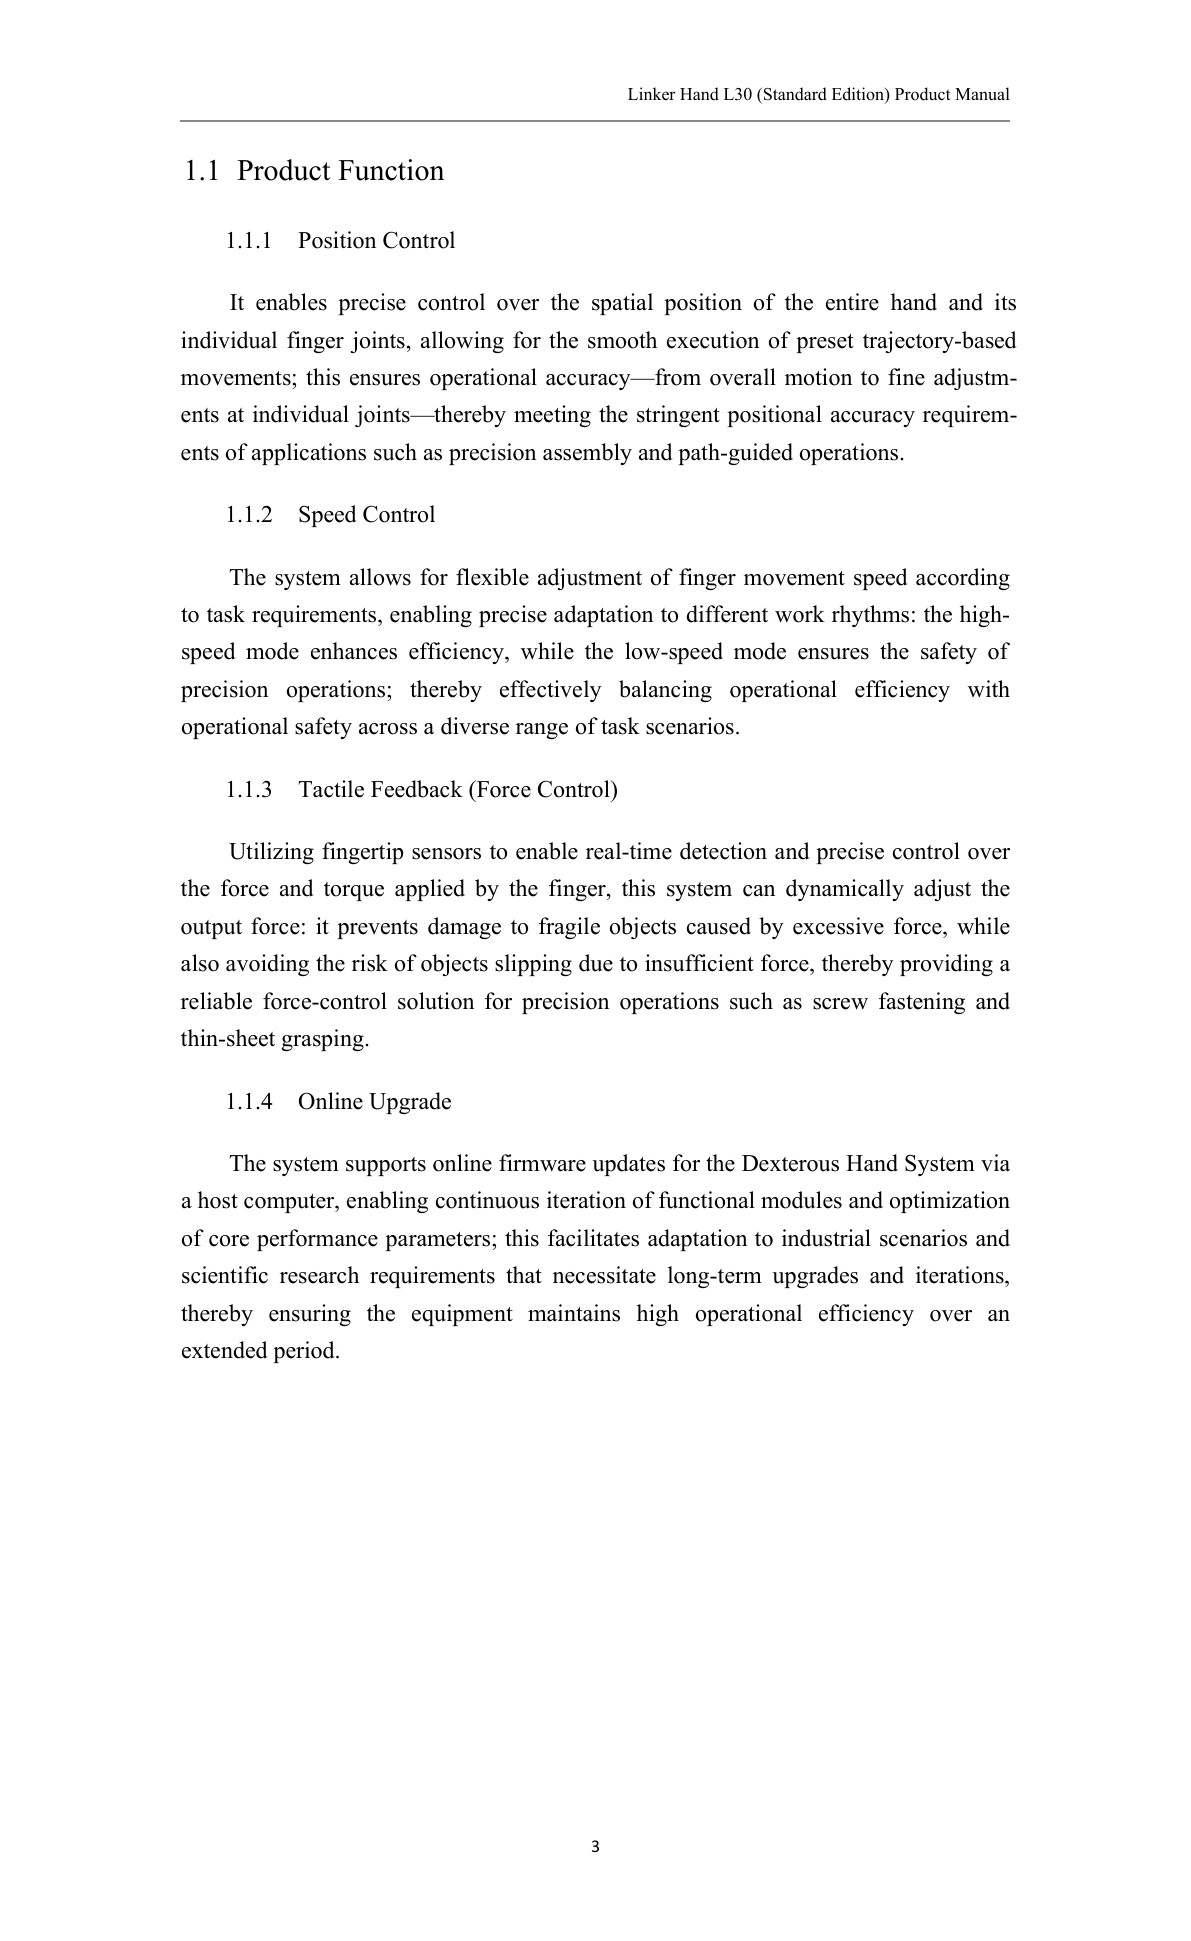 Linker Hand L30 (Standard Edition) Product Manual
1.1 Product Function
1.1.1 Position Control
It enables precise control over the spatial position of the entire hand and its
individual finger joints, allowing for the smooth execution of preset trajectory-based
movements; this ensures operational accuracy—from overall motion to fine adjustm-
ents at individual joints—thereby meeting the stringent positional accuracy requirem-
ents of applications such as precision assembly and path-guided operations.
1.1.2 Speed Control
The system allows for flexible adjustment of finger movement speed according
to task requirements, enabling precise adaptation to different work rhythms: the high-
speed mode enhances efficiency, while the low-speed mode ensures the safety of
precision operations; thereby effectively balancing operational efficiency with
operational safety across a diverse range of task scenarios.
1.1.3 Tactile Feedback (Force Control)
Utilizing fingertip sensors to enable real-time detection and precise control over
the force and torque applied by the finger, this system can dynamically adjust the
output force: it prevents damage to fragile objects caused by excessive force, while
also avoiding the risk of objects slipping due to insufficient force, thereby providing a
reliable force-control solution for precision operations such as screw fastening and
thin-sheet grasping.
1.1.4 Online Upgrade
The system supports online firmware updates for the Dexterous Hand System via
a host computer, enabling continuous iteration of functional modules and optimization
of core performance parameters; this facilitates adaptation to industrial scenarios and
scientific research requirements that necessitate long-term upgrades and iterations,
thereby ensuring the equipment maintains high operational efficiency over an
extended period.
3